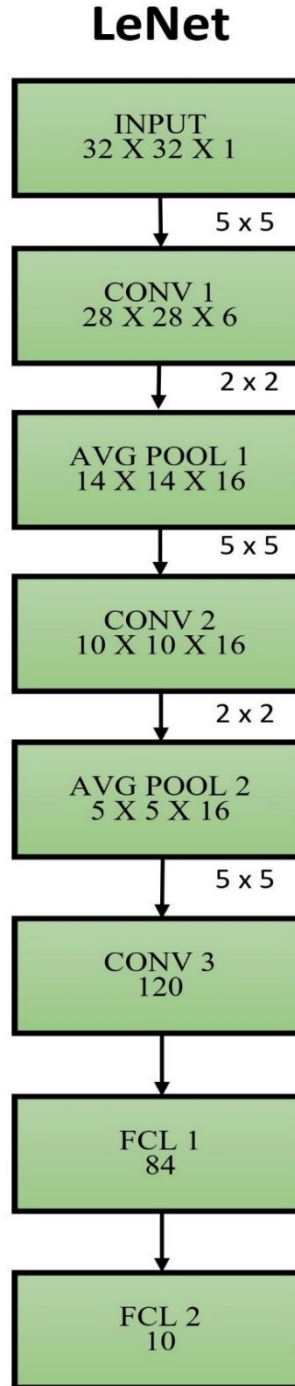 LeNet
INPUT
32 X 32 X 1
5 x 5
CONV 1
28 X 28 X 6
2 x 2
AVG POOL 1
14 X 14 X 16
5 x 5
CONV 2
10 X 10 X 16
2 x 2
AVG POOL 2
5 X 5 X 16
5 x 5
CONV 3
120
FCL 1
84
FCL 2
10